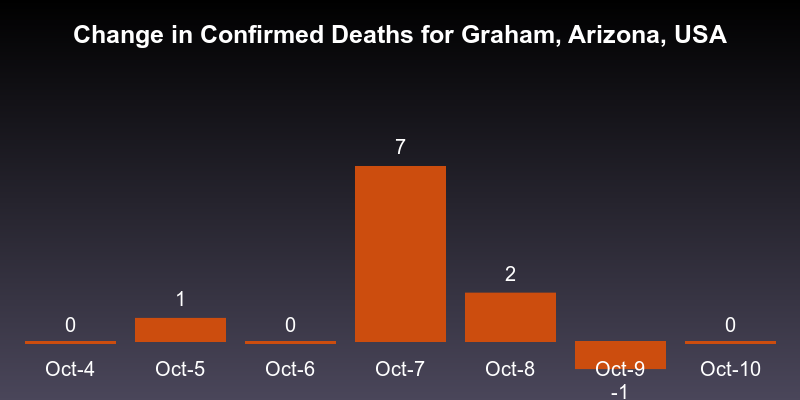 Change in Confirmed Deaths for Graham, Arizona, USA
0
1
0
7
2
0
Oct-4
Oct-5
Oct-6
Oct-7
Oct-8
Oct-9
Oct-10
-1